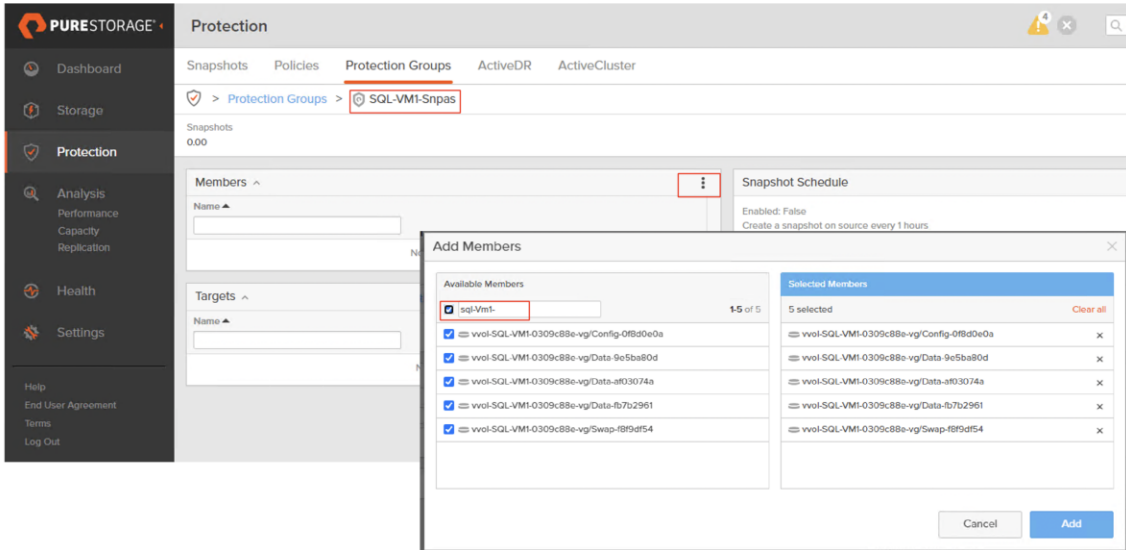 PURESTORAGE®
Protection
4
Dashboard
Storage
Protection
Analysis
Performance
Capacity
Replication
Health
Settings
Help
End User Agreement
Terms
Log Out
Snapshots Policies Protection Groups ActiveDR ActiveCluster
> Protection Groups > SQL-VM1-Snpas
Snapshots
0.00
Members
Name
Targets
Name
Snapshot Schedule
Enabled: False
Create a snapshot on source every 1 hours
Add Members
Available Members
sql-Vm1-
1-5 of 5
vvol-SQL-VM1-0309c88e-vg/Config-0f8d0e0a
vvol-SQL-VM1-0309c88e-vg/Data-9e5ba80d
vvol-SQL-VM1-0309c88e-vg/Data-af03074a
vvol-SQL-VM1-0309c88e-vg/Data-fb7b2961
vvol-SQL-VM1-0309c88e-vg/Swap-f8f9df54
Selected Members
5 selected
Clear all
vvol-SQL-VM1-0309c88e-vg/Config-0f8d0e0a
vvol-SQL-VM1-0309c88e-vg/Data-9e5ba80d
vvol-SQL-VM1-0309c88e-vg/Data-af03074a
vvol-SQL-VM1-0309c88e-vg/Data-fb7b2961
vvol-SQL-VM1-0309c88e-vg/Swap-f8f9df54
Cancel
Add